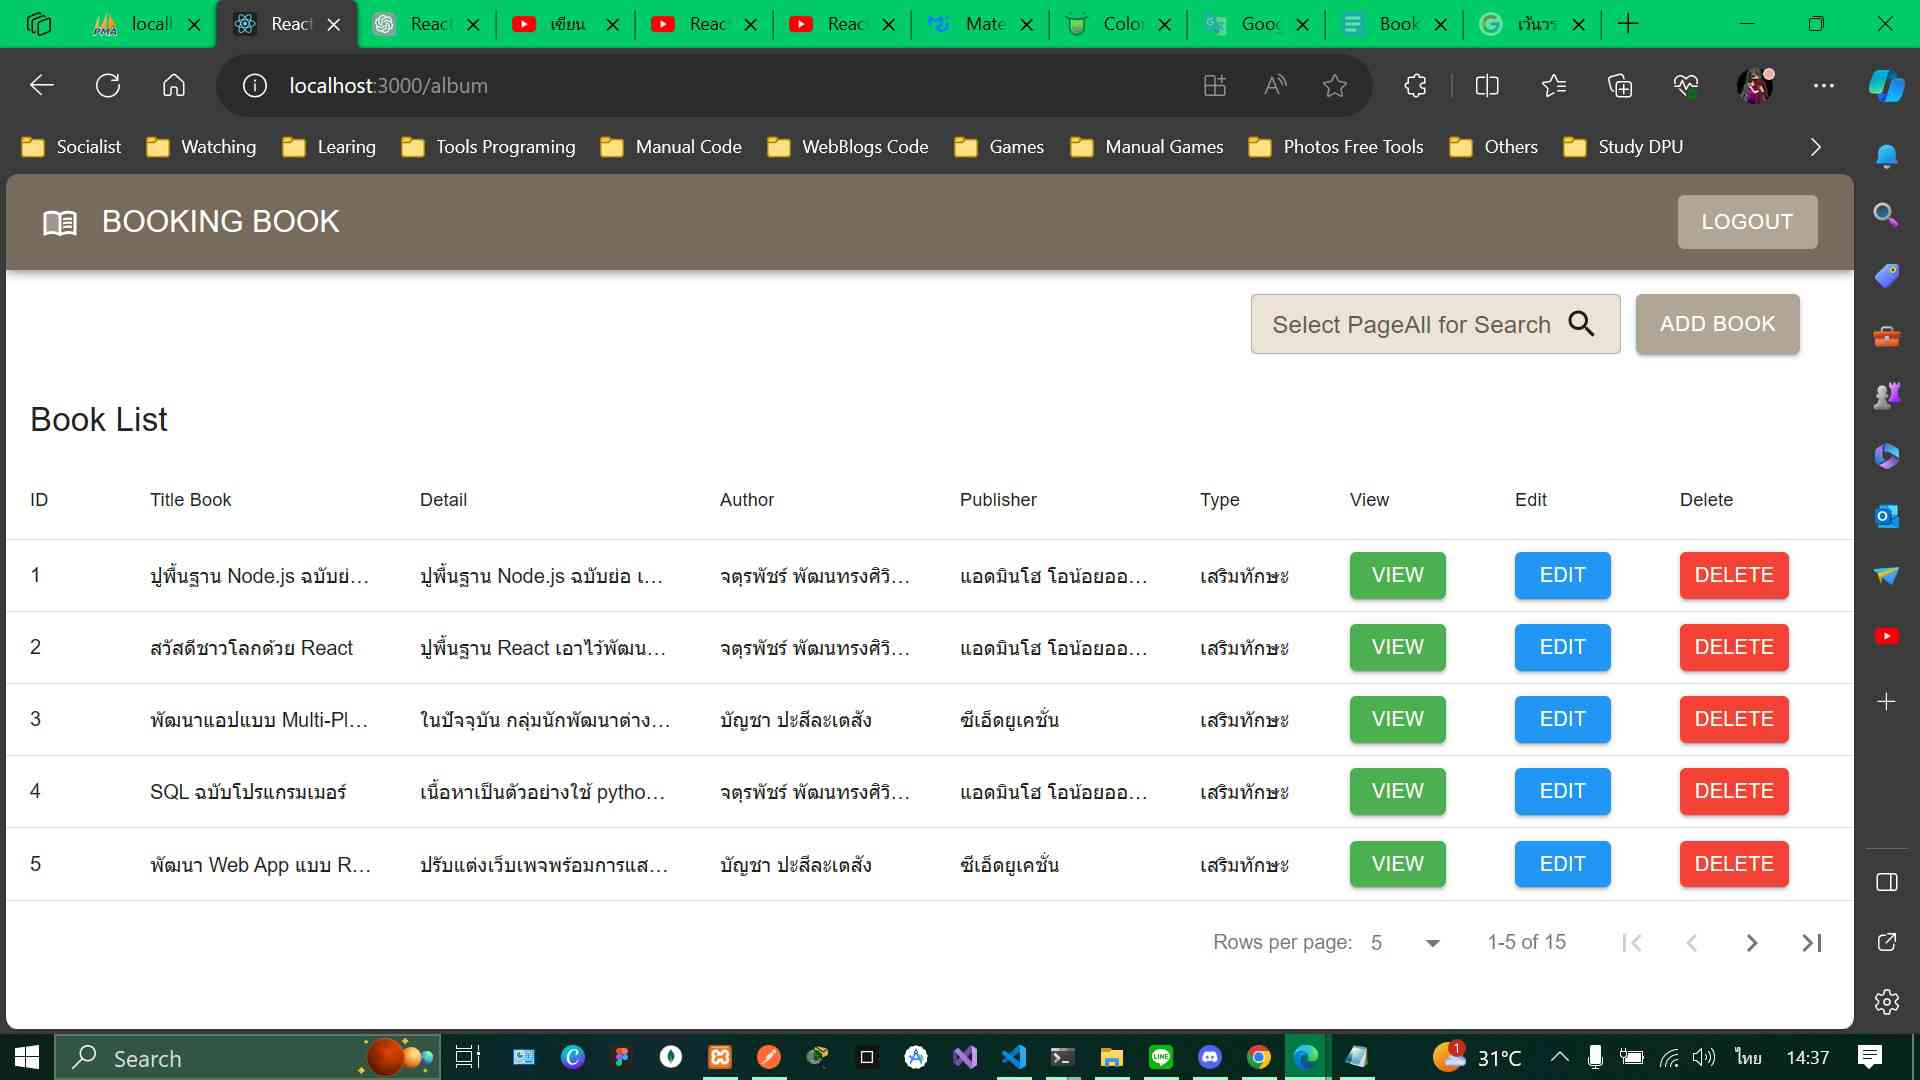 locall
React
React
เขียน
Reac
Reac
Mate
Color
Goog
Book
เว้นวร
localhost:3000/album
Socialist Watching Learing Tools Programing Manual Code WebBlogs Code Games Manual Games Photos Free Tools Others Study DPU
BOOKING BOOK LOGOUT
Select PageAll for Search ADD BOOK
Book List
ID Title Book Detail Author Publisher Type View Edit Delete
1 ปูพื้นฐาน Node.js ฉบับย่... ปูพื้นฐาน Node.js ฉบับย่อ เ... จตุรพัชร์ พัฒนทรงศิวิ... แอดมินโฮ โอน้อยออ... เสริมทักษะ VIEW EDIT DELETE
2 สวัสดีชาวโลกด้วย React ปูพื้นฐาน React เอาไว้พัฒน... จตุรพัชร์ พัฒนทรงศิวิ... แอดมินโฮ โอน้อยออ... เสริมทักษะ VIEW EDIT DELETE
3 พัฒนาแอปแบบ Multi-Pl... ในปัจจุบัน กลุ่มนักพัฒนาต่าง... บัญชา ปะสีละเตสัง ซีเอ็ดยูเคชั่น เสริมทักษะ VIEW EDIT DELETE
4 SQL ฉบับโปรแกรมเมอร์ เนื้อหาเป็นตัวอย่างใช้ pytho... จตุรพัชร์ พัฒนทรงศิวิ... แอดมินโฮ โอน้อยออ... เสริมทักษะ VIEW EDIT DELETE
5 พัฒนา Web App แบบ R... ปรับแต่งเว็บเพจพร้อมการแส... บัญชา ปะสีละเตสัง ซีเอ็ดยูเคชั่น เสริมทักษะ VIEW EDIT DELETE
Rows per page: 5 1-5 of 15
Search 1 31°C ไทย 14:37